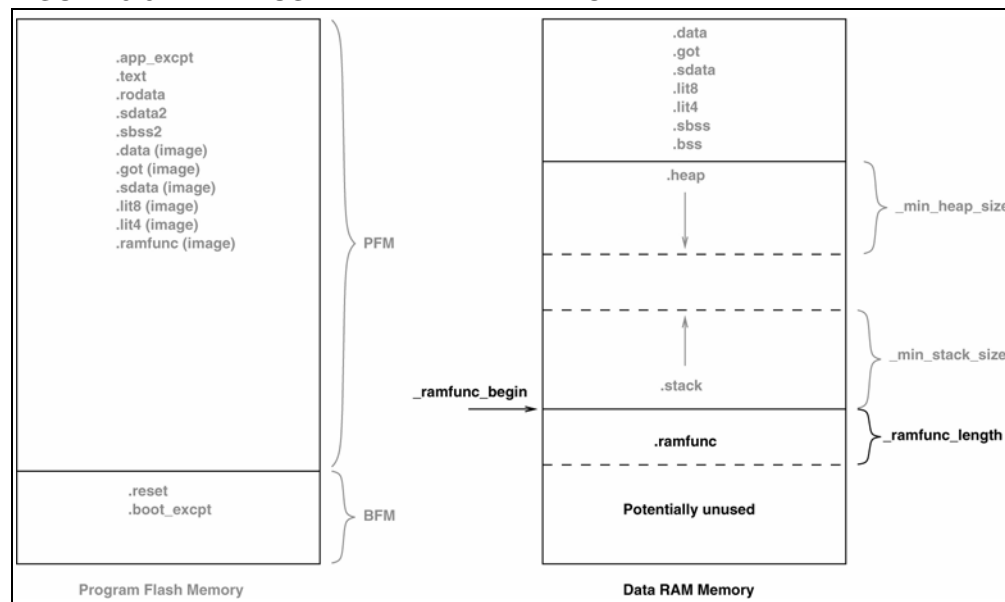 .app_excpt
.text
.rodata
.sdata2
.sbss2
.data (image)
.got (image)
.sdata (image)
.lit8 (image)
.lit4 (image)
.ramfunc (image)
PFM
.reset
.boot_excpt
BFM
Program Flash Memory
.data
.got
.sdata
.lit8
.lit4
.sbss
.bss
.heap
_min_heap_size
.stack
_min_stack_size
_ramfunc_begin
.ramfunc
_ramfunc_length
Potentially unused
Data RAM Memory